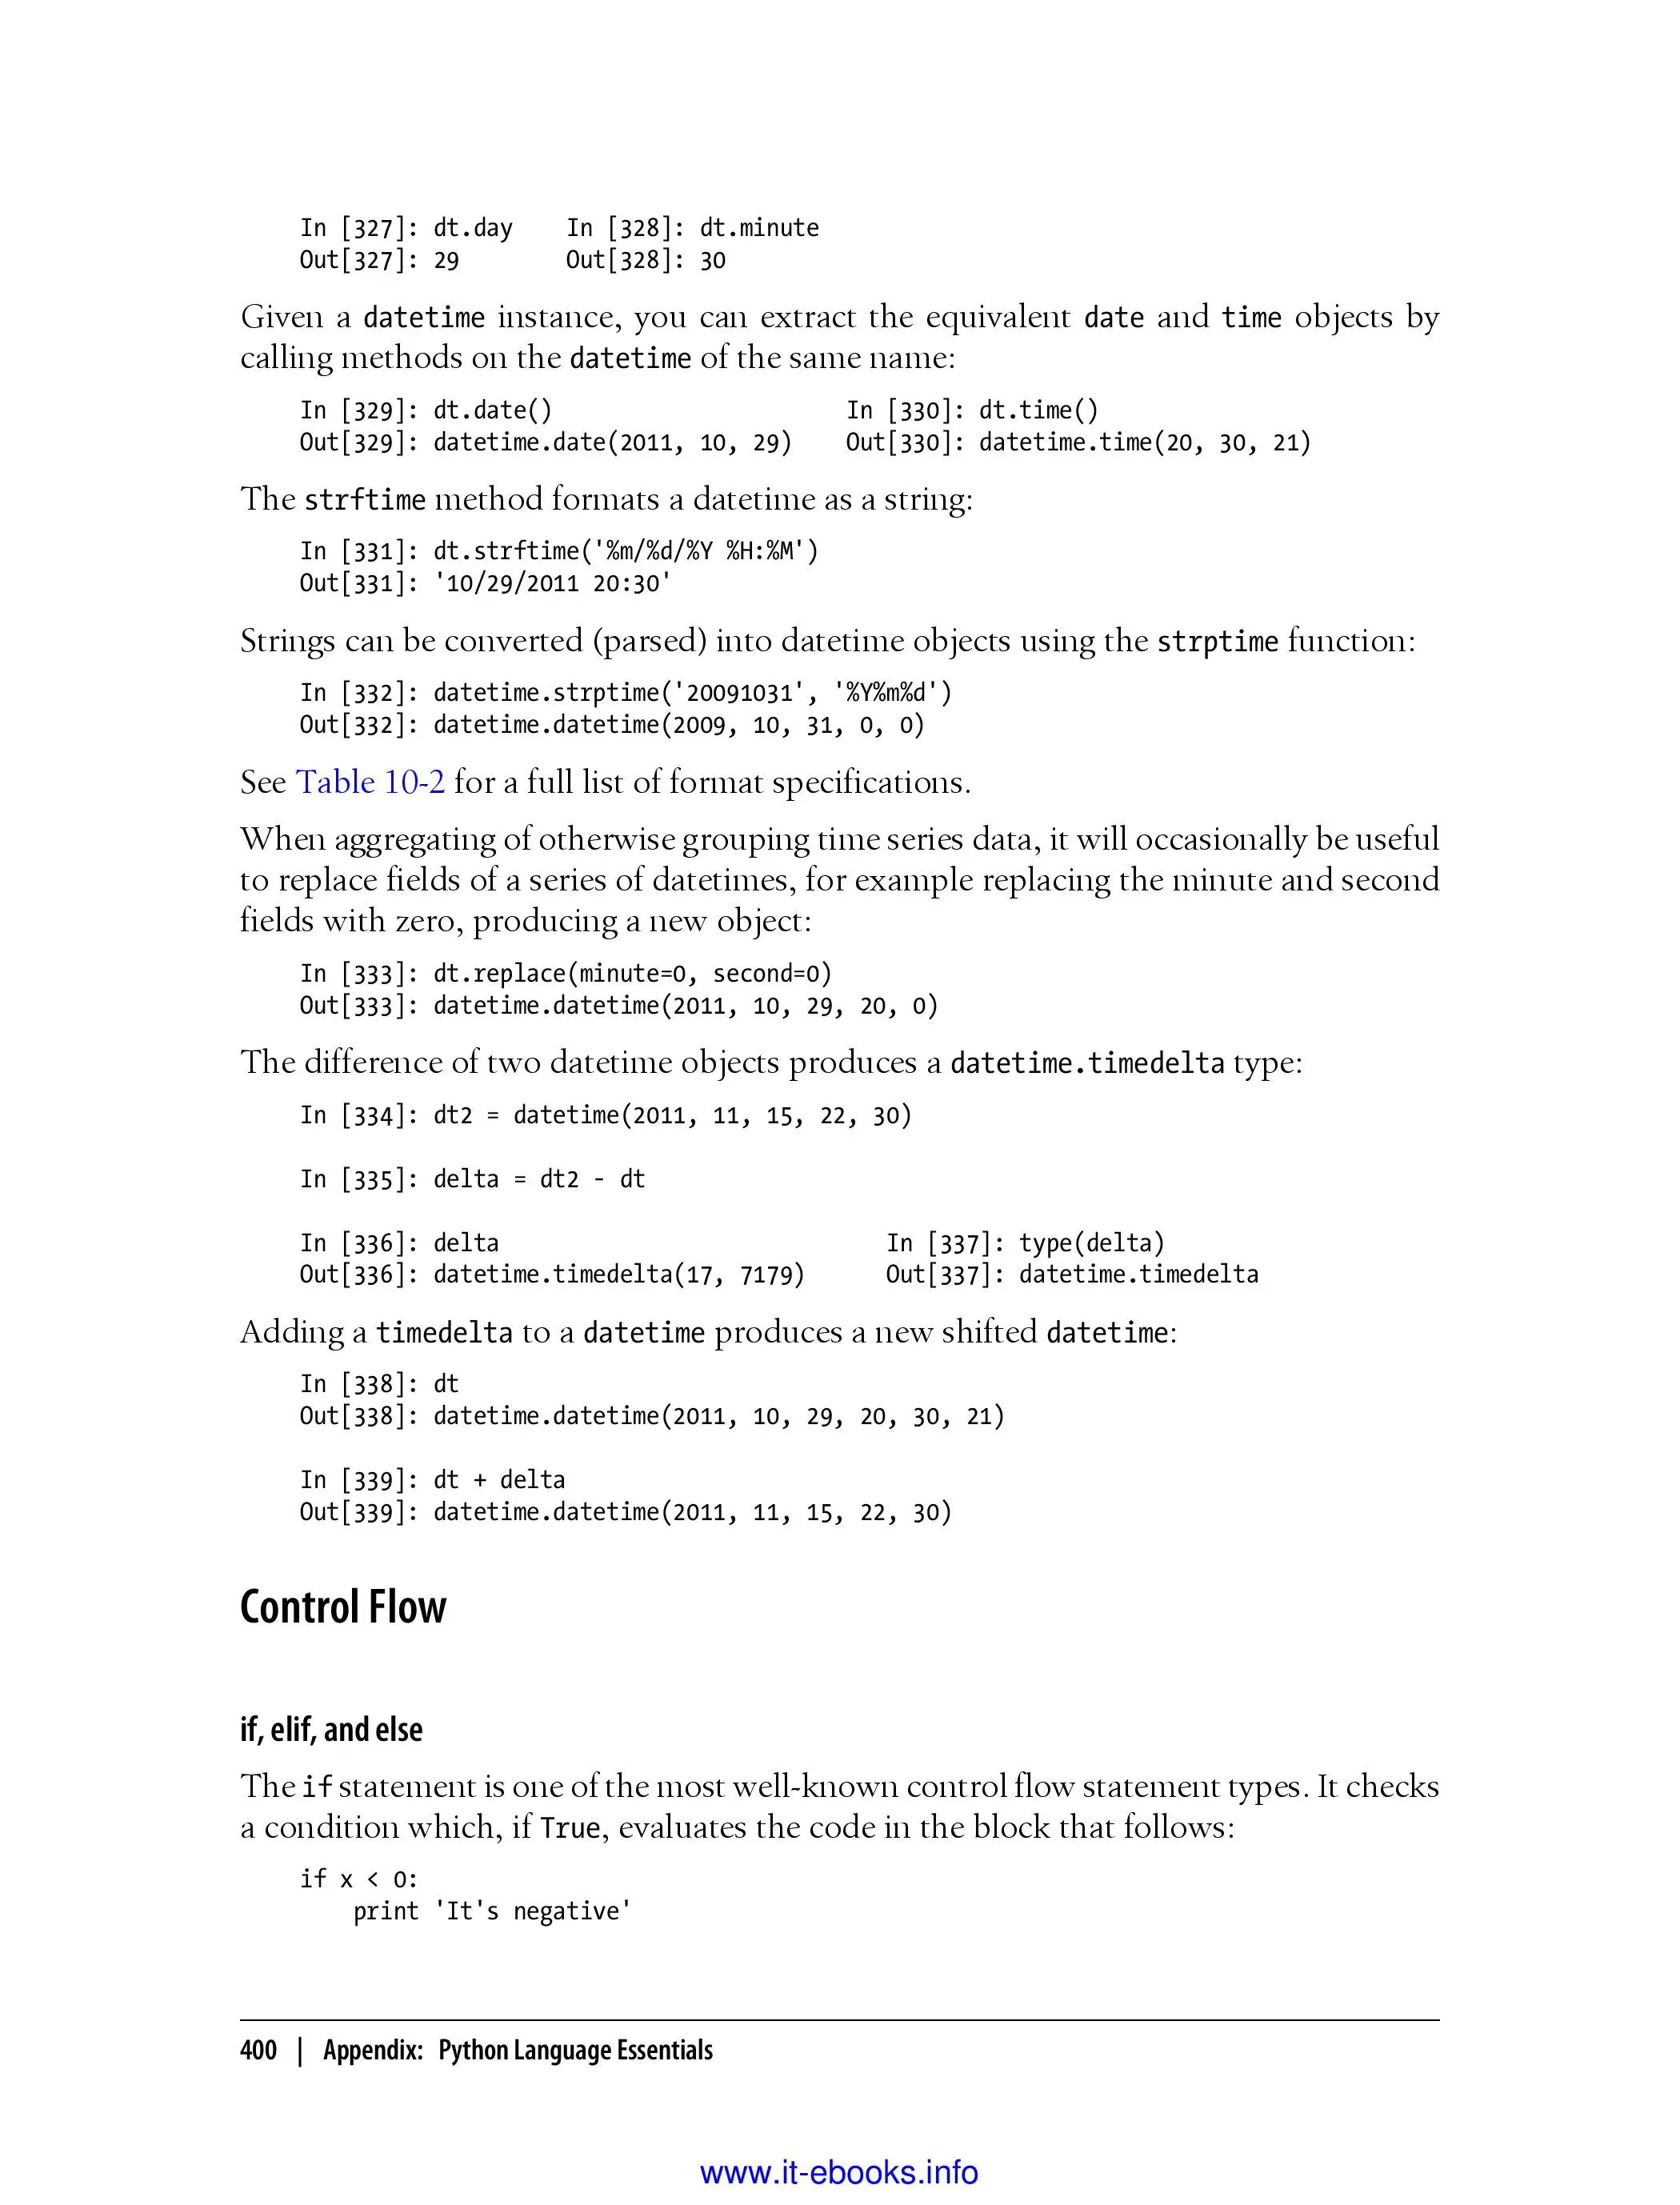 In [327]: dt.day    In [328]: dt.minute
Out[327]: 29        Out[328]: 30
Given a datetime instance, you can extract the equivalent date and time objects by
calling methods on the datetime of the same name:
In [329]: dt.date()                      In [330]: dt.time()
Out[329]: datetime.date(2011, 10, 29)    Out[330]: datetime.time(20, 30, 21)
The strftime method formats a datetime as a string:
In [331]: dt.strftime('%m/%d/%Y %H:%M')
Out[331]: '10/29/2011 20:30'
Strings can be converted (parsed) into datetime objects using the strptime function:
In [332]: datetime.strptime('20091031', '%Y%m%d')
Out[332]: datetime.datetime(2009, 10, 31, 0, 0)
See Table 10-2 for a full list of format specifications.
When aggregating of otherwise grouping time series data, it will occasionally be useful
to replace fields of a series of datetimes, for example replacing the minute and second
fields with zero, producing a new object:
In [333]: dt.replace(minute=0, second=0)
Out[333]: datetime.datetime(2011, 10, 29, 20, 0)
The difference of two datetime objects produces a datetime.timedelta type:
In [334]: dt2 = datetime(2011, 11, 15, 22, 30)
In [335]: delta = dt2 - dt
In [336]: delta                             In [337]: type(delta)
Out[336]: datetime.timedelta(17, 7179)      Out[337]: datetime.timedelta
Adding a timedelta to a datetime produces a new shifted datetime:
In [338]: dt
Out[338]: datetime.datetime(2011, 10, 29, 20, 30, 21)
In [339]: dt + delta
Out[339]: datetime.datetime(2011, 11, 15, 22, 30)
Control Flow
if, elif, and else
The if statement is one of the most well-known control flow statement types. It checks
a condition which, if True, evaluates the code in the block that follows:
if x < 0:
    print 'It's negative'
400 | Appendix: Python Language Essentials
www.it-ebooks.info